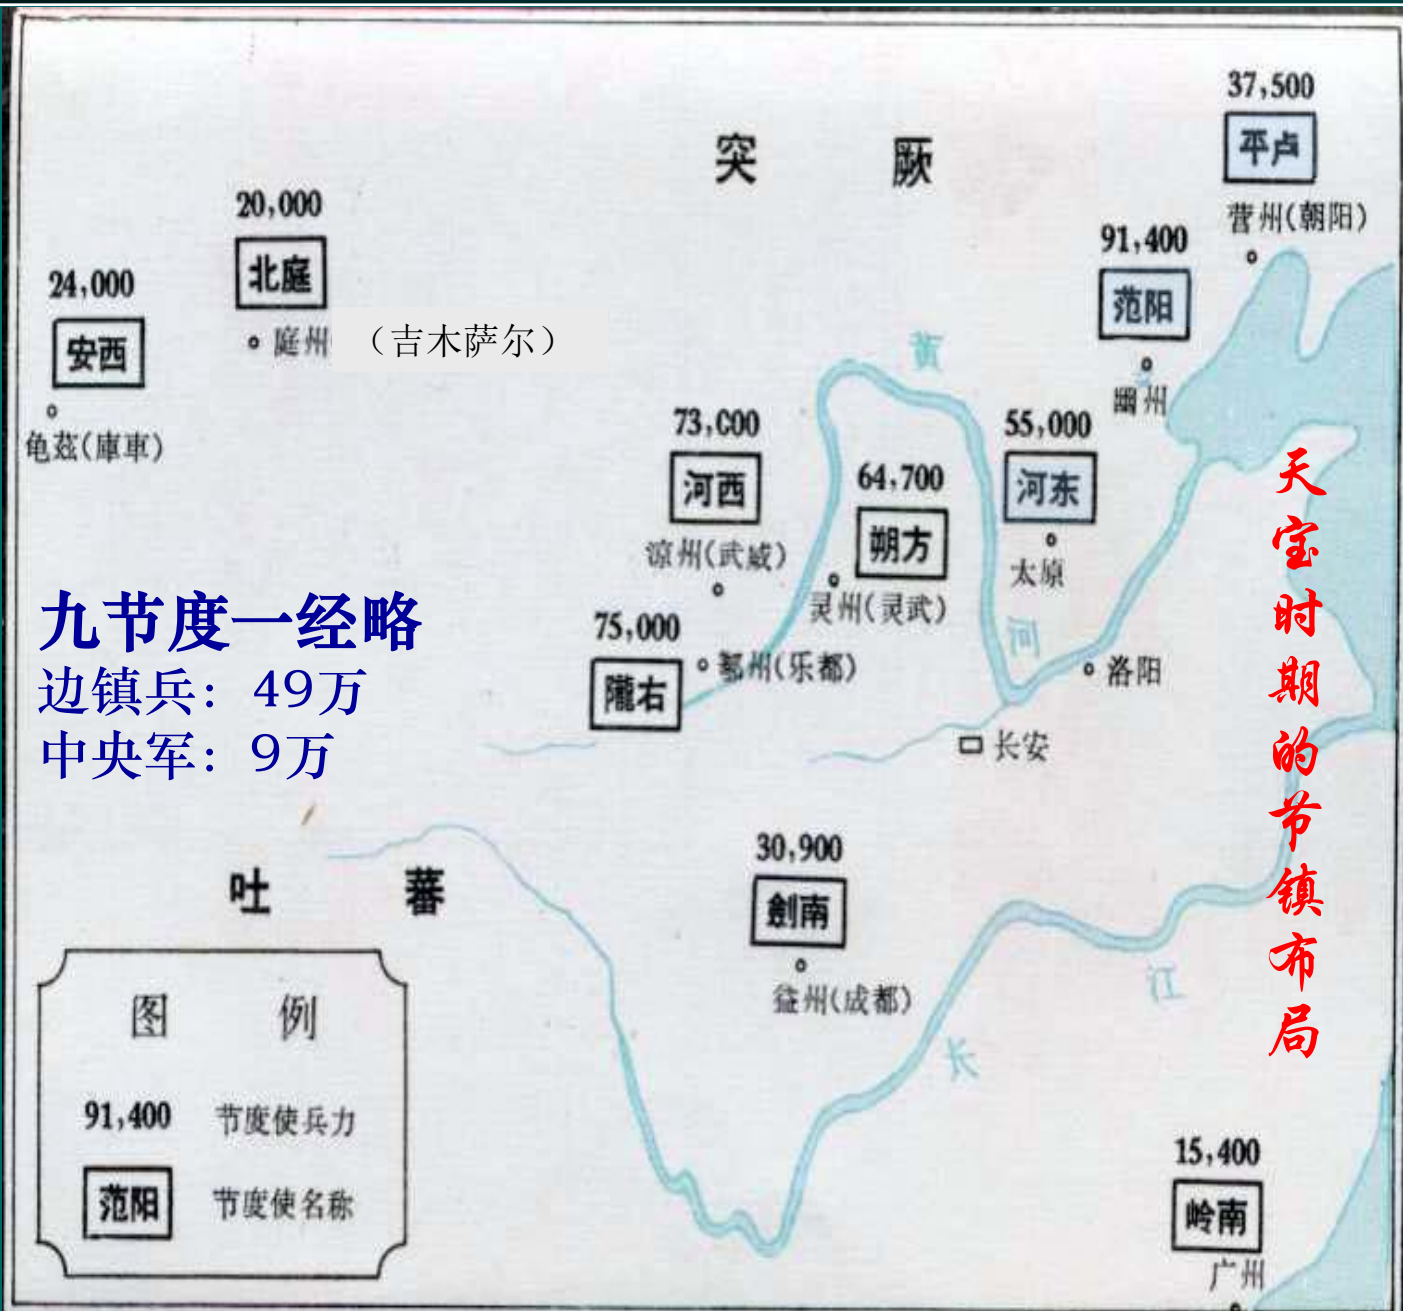 37,500
平卢
营州(朝阳)
突 厥
20,000
北庭
庭州 （吉木萨尔）
91,400
范阳
幽州
24,000
安西
龟茲(庫車)
黄
73,000
河西
凉州(武威)
64,700
朔方
灵州(灵武)
55,000
河东
太原
九节度一经略
边镇兵：49万
中央军：9万
75,000
隴右
鄯州(乐都)
河
洛阳
长安
天宝时期的节镇布局
吐 蕃
30,900
劍南
益州(成都)
江
长
图 例
91,400 节度使兵力
范阳 节度使名称
15,400
岭南
广州